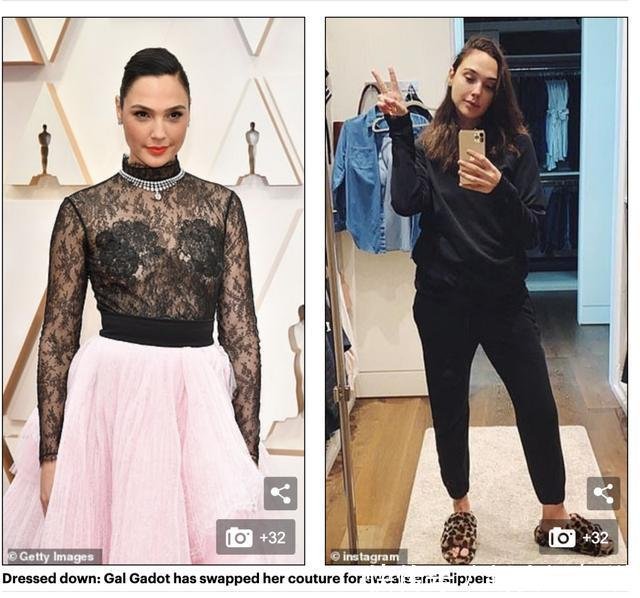 +32
+32
© Getty Images
© instagram
Dressed down: Gal Gadot has swapped her couture for sweats and slippers